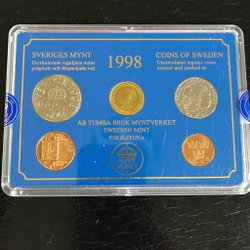 SVERIGES MYNT
Ocirkulerade reguljära mynt
präglade och förpackade vid
1998
COINS OF SWEDEN
Uncirculated regular coins
minted and packed at
AB TUMBA BRUK MYNTVERKET
SWEDISH MINT
ESKILSTUNA